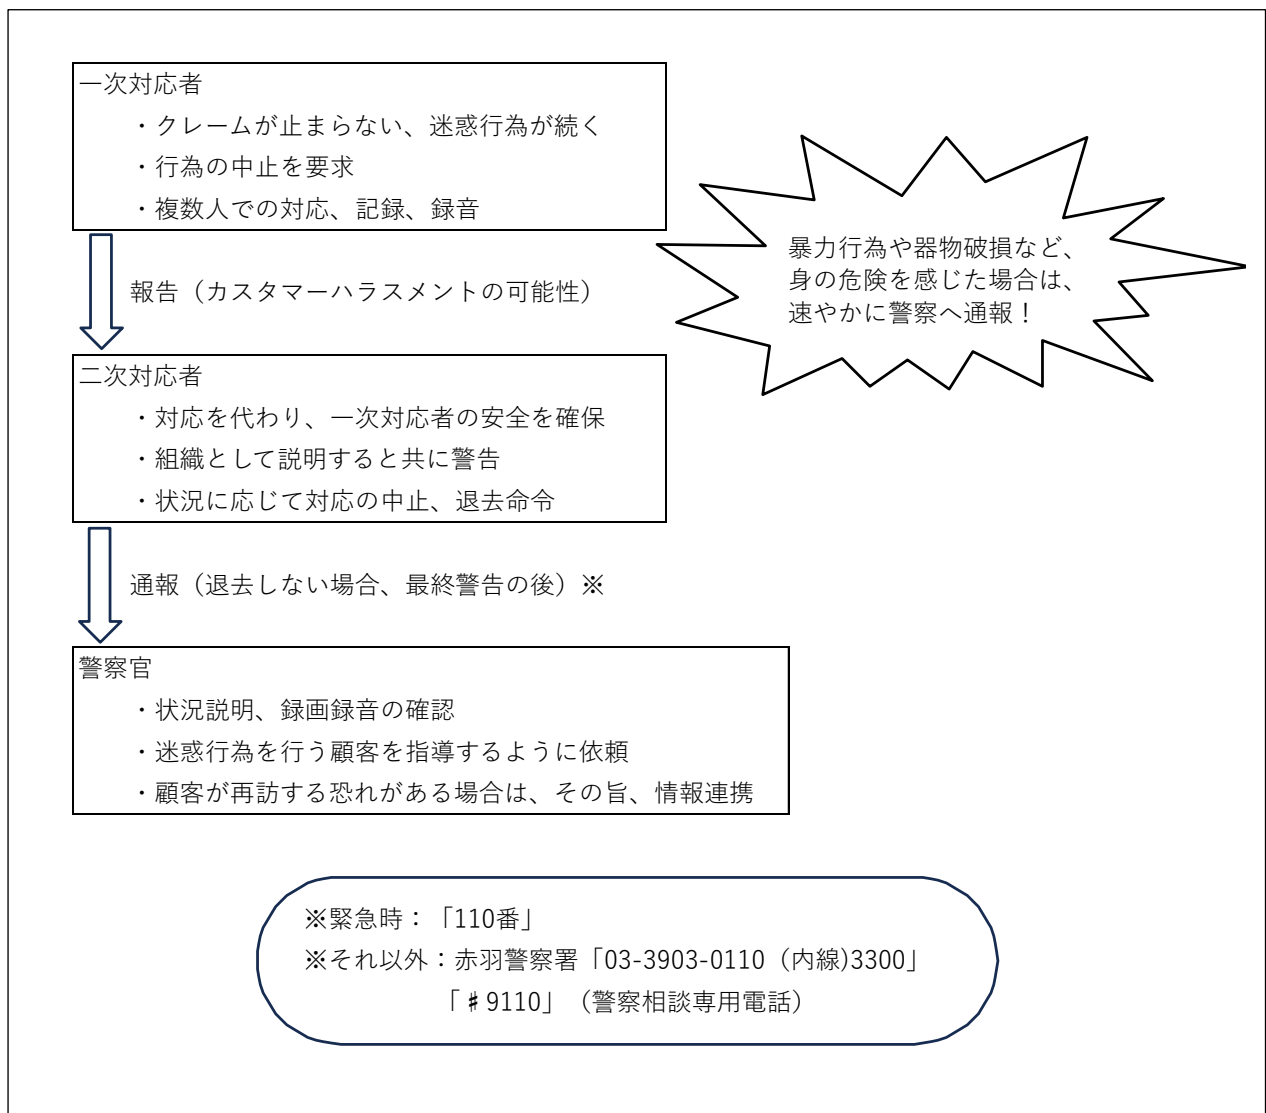 一次対応者
・クレームが止まらない、迷惑行為が続く
・行為の中止を要求
・複数人での対応、記録、録音
報告（カスタマーハラスメントの可能性）
暴力行為や器物破損など、
身の危険を感じた場合は、
速やかに警察へ通報！
二次対応者
・対応を代わり、一次対応者の安全を確保
・組織として説明すると共に警告
・状況に応じて対応の中止、退去命令
通報（退去しない場合、最終警告の後）※
警察官
・状況説明、録画録音の確認
・迷惑行為を行う顧客を指導するように依頼
・顧客が再訪する恐れがある場合は、その旨、情報連携
※緊急時：「110番」
※それ以外：赤羽警察署「03-3903-0110（内線)3300」
「♯9110」（警察相談専用電話）